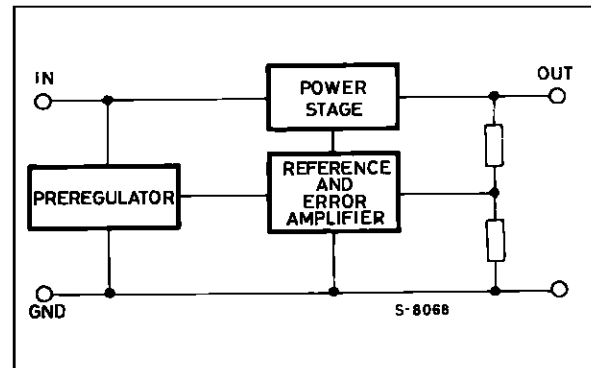 IN
OUT
POWER
STAGE
PREREGULATOR
REFERENCE
AND
ERROR
AMPLIFIER
GND
S-8068